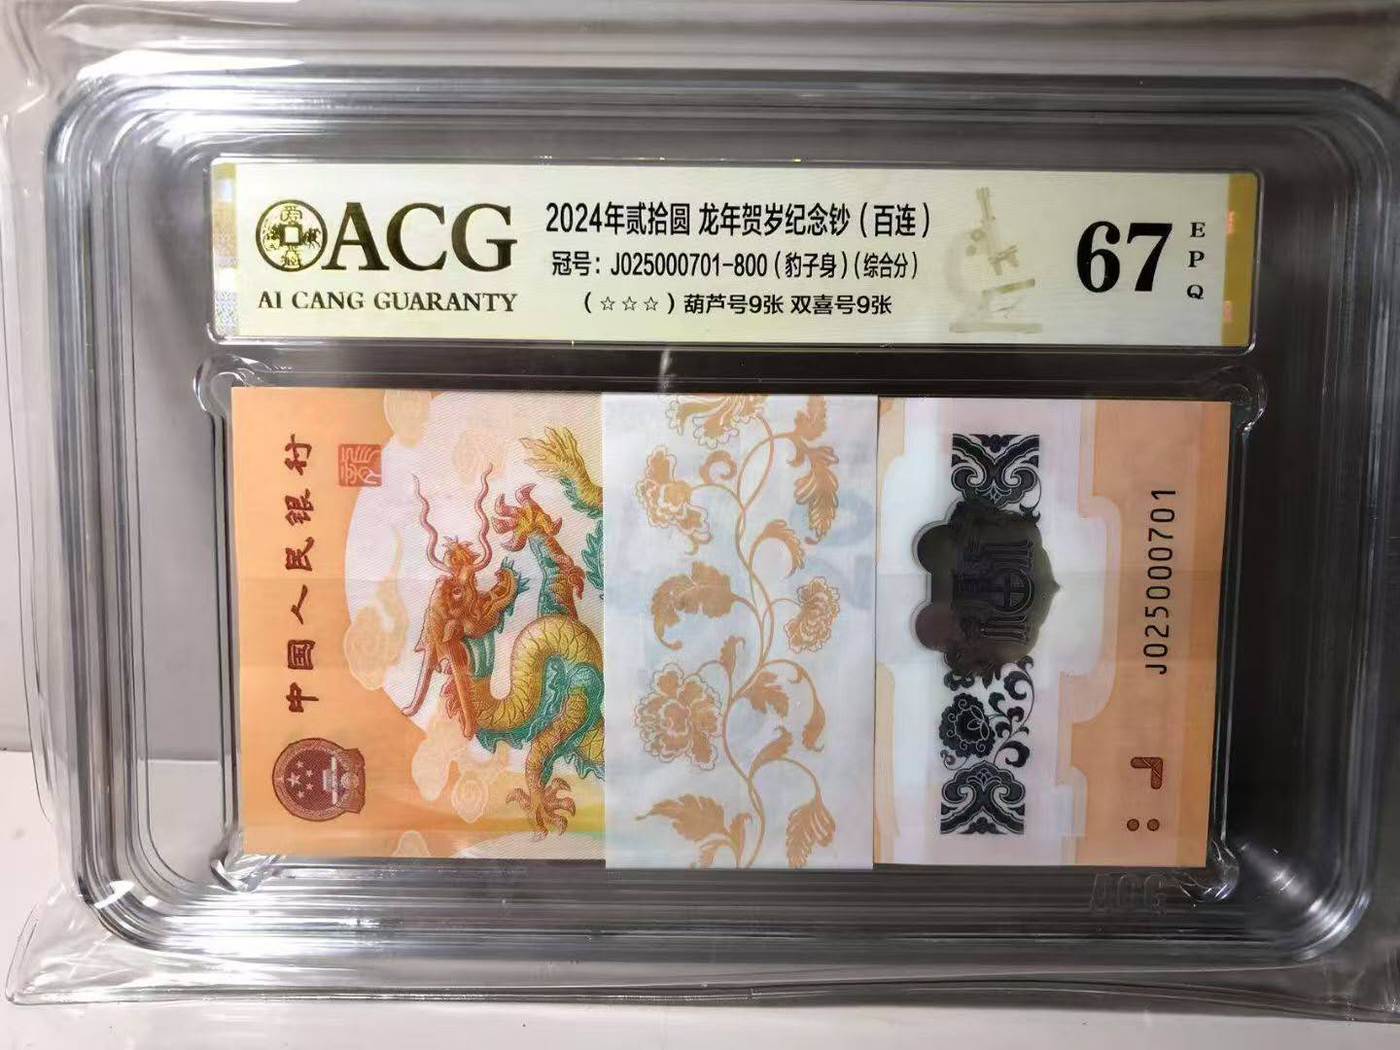 ACG
AI CANG GUARANTY
2024年贰拾圆 龙年贺岁纪念钞（百连）
冠号：J025000701-800（豹子身）（综合分）
（☆☆☆）葫芦号9张 双喜号9张
67
EPQ
中国人民银行
J025000701
ACG